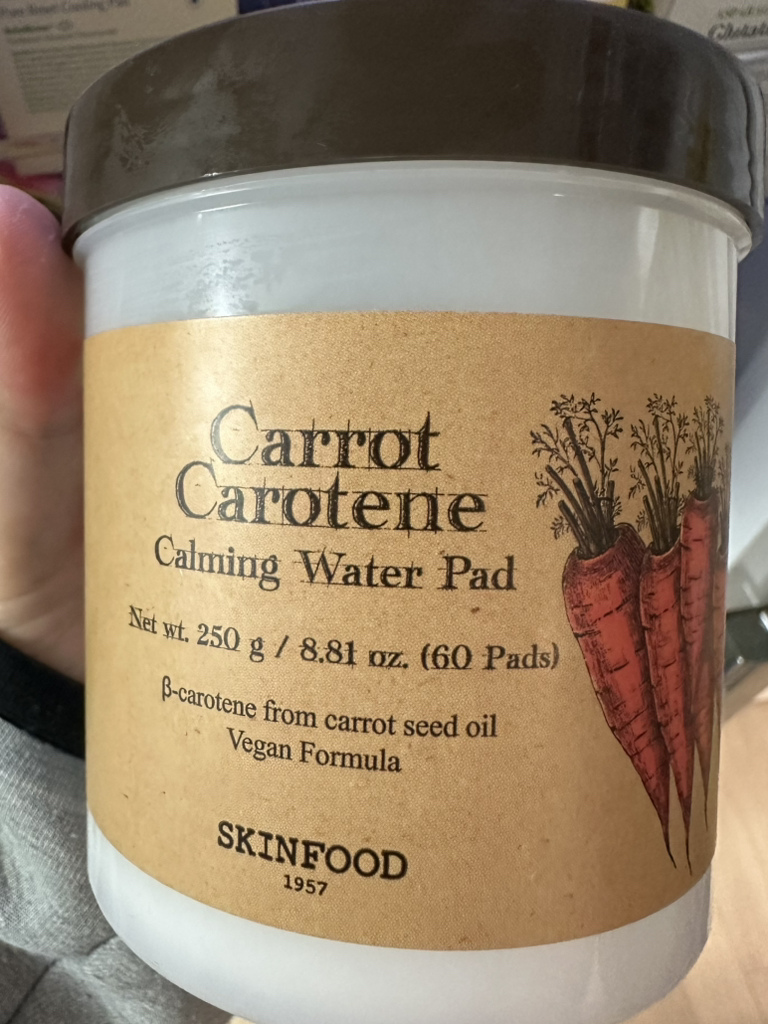 Carrot
Carotene
Calming Water Pad
Net wt. 250 g / 8.81 oz. (60 Pads)
β-carotene from carrot seed oil
Vegan Formula
SKINFOOD
1957